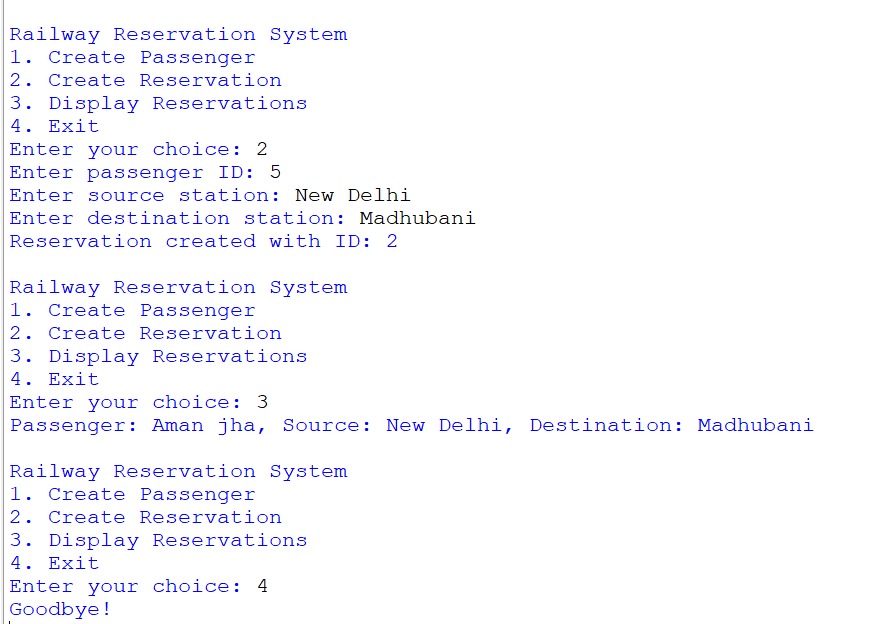 Railway Reservation System
1. Create Passenger
2. Create Reservation
3. Display Reservations
4. Exit
Enter your choice: 2
Enter passenger ID: 5
Enter source station: New Delhi
Enter destination station: Madhubani
Reservation created with ID: 2
Railway Reservation System
1. Create Passenger
2. Create Reservation
3. Display Reservations
4. Exit
Enter your choice: 3
Passenger: Aman jha, Source: New Delhi, Destination: Madhubani
Railway Reservation System
1. Create Passenger
2. Create Reservation
3. Display Reservations
4. Exit
Enter your choice: 4
Goodbye!